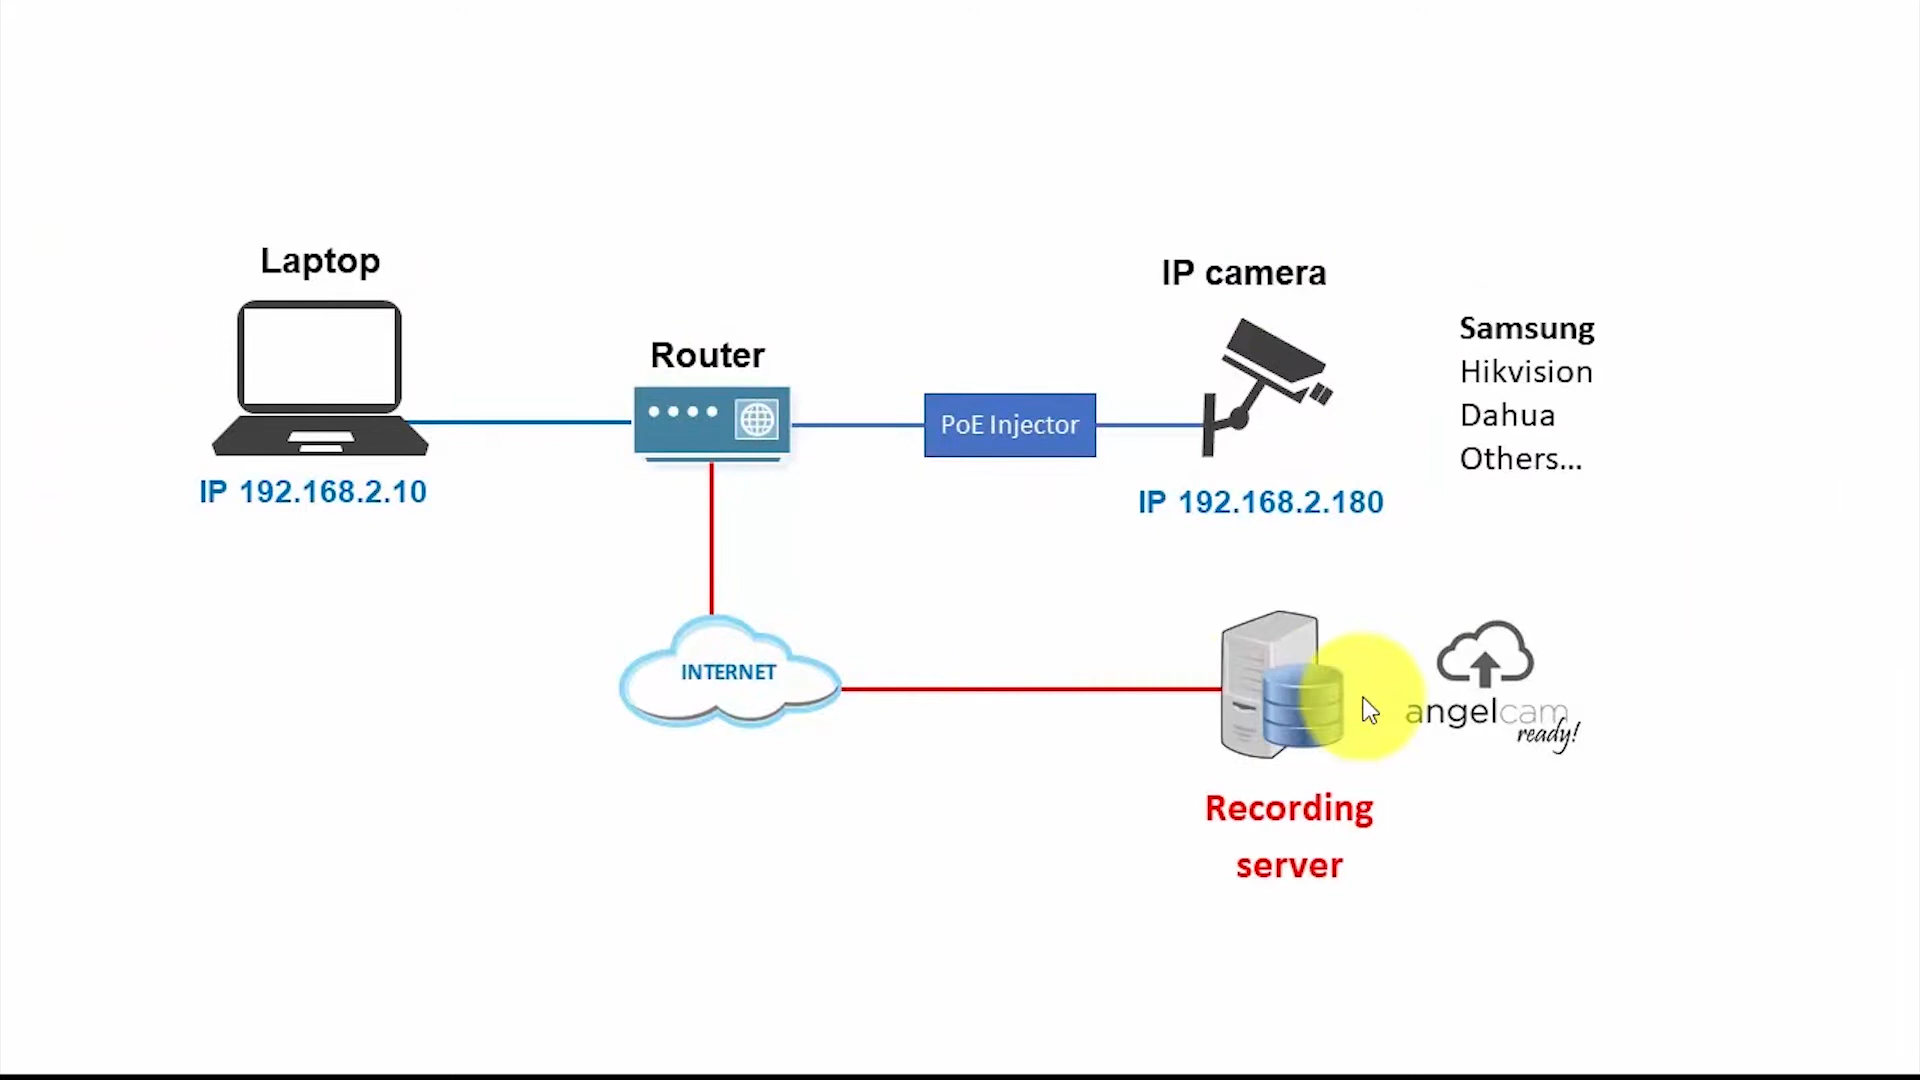 Laptop
IP camera
Samsung
Hikvision
Dahua
Others...
Router
PoE Injector
IP 192.168.2.10
IP 192.168.2.180
INTERNET
angelcam
ready!
Recording
server